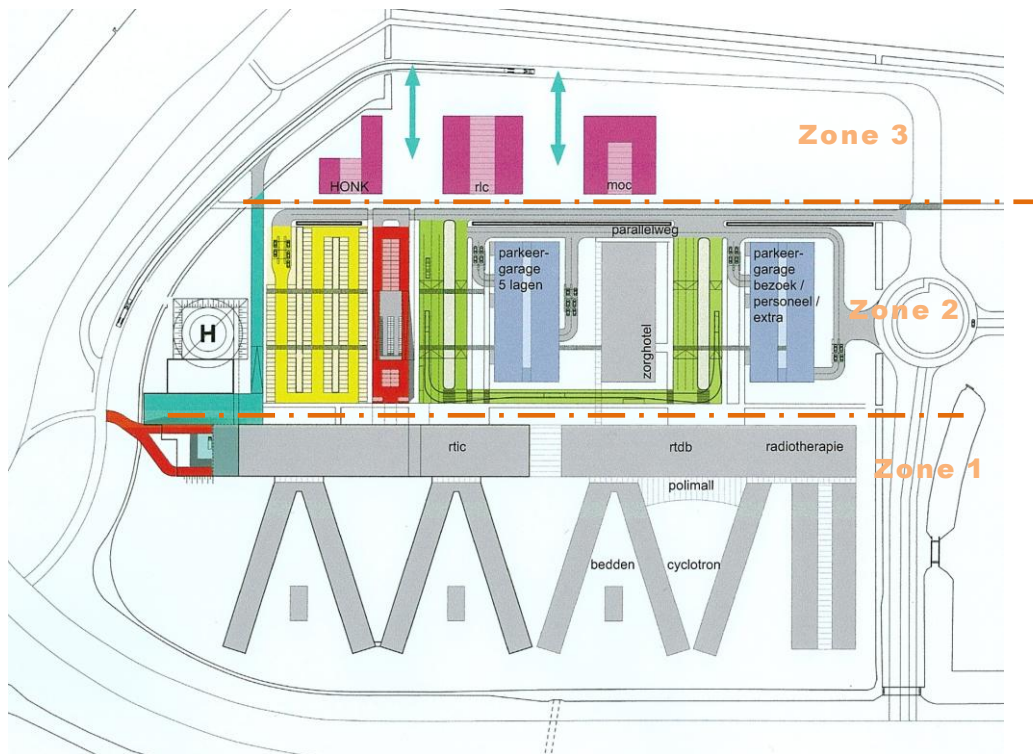 Zone 3
HONK
rlc
moc
parallelweg
parkeer-
garage
5 lagen
zorghotel
parkeer-
garage
bezoek /
personeel /
extra
Zone 2
H
rtic
rtdb
radiotherapie
Zone 1
polimall
bedden
cyclotron